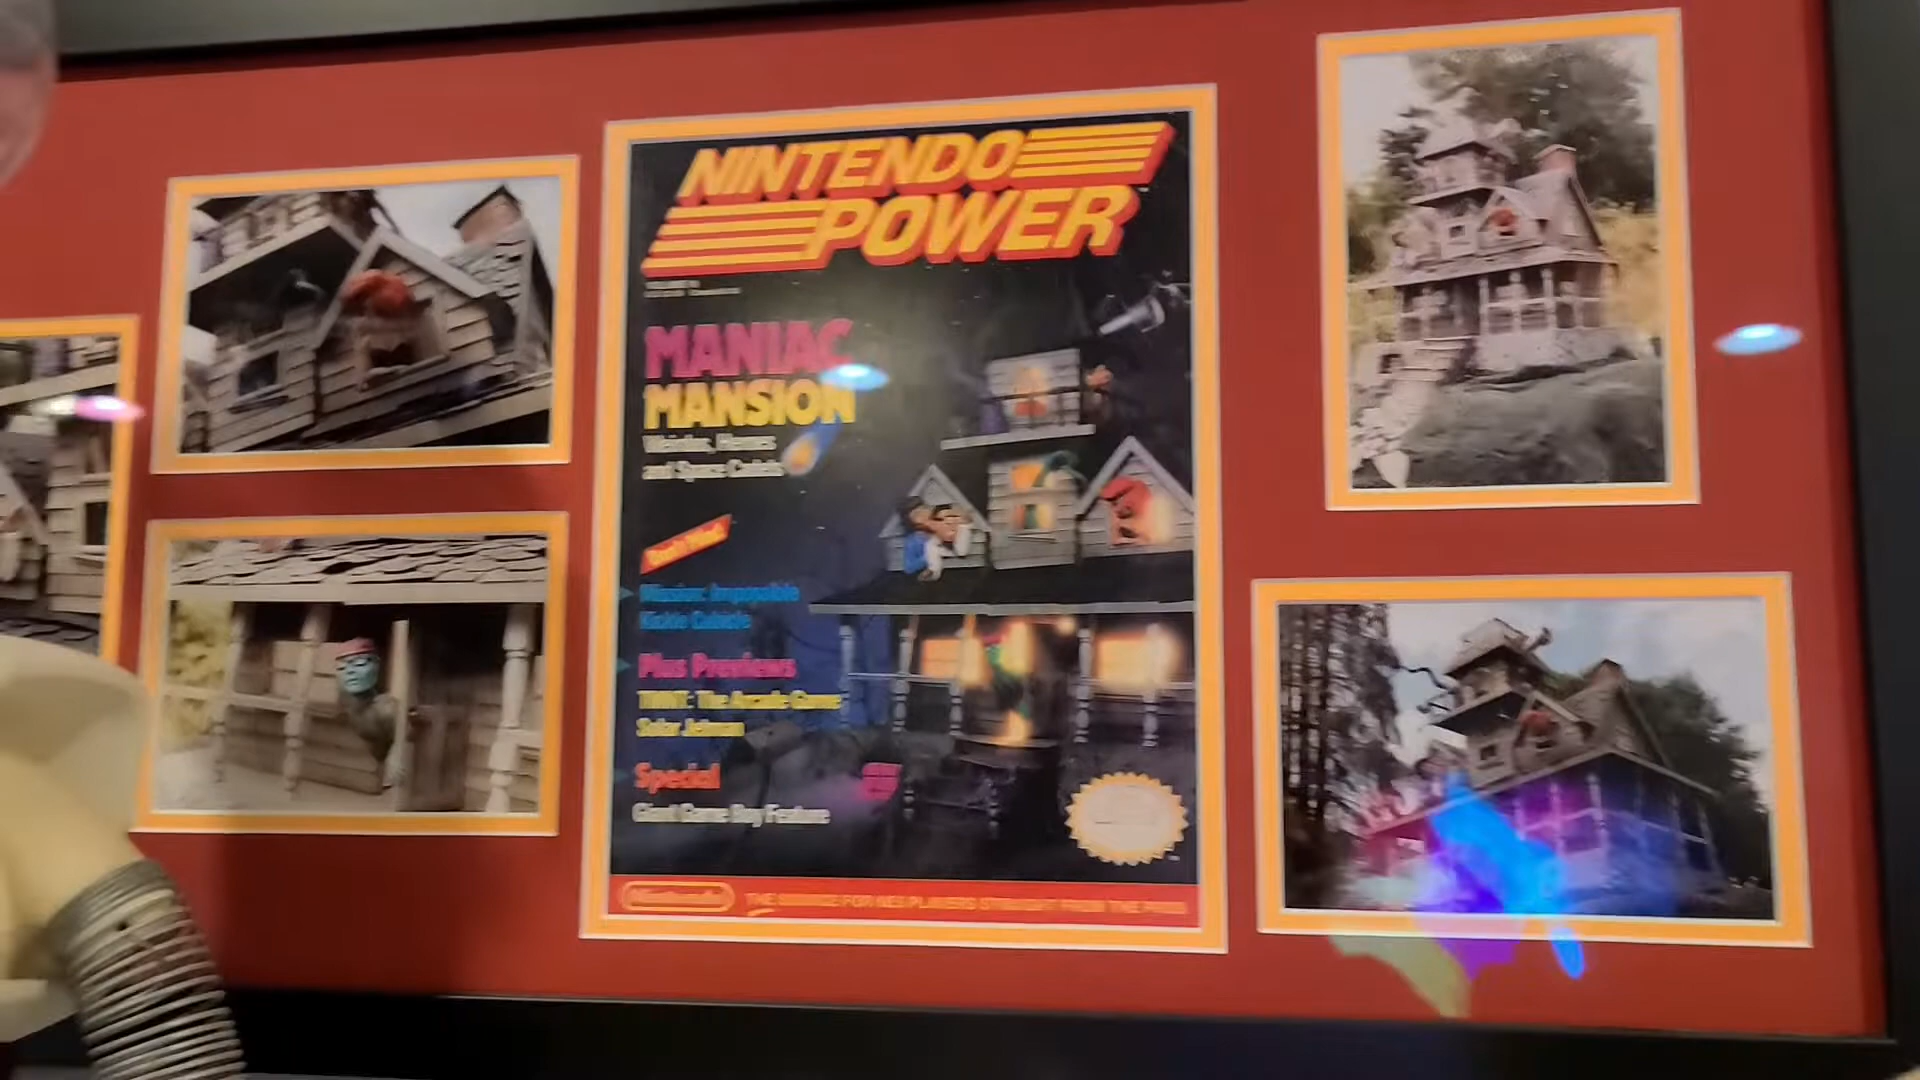 NINTENDO
POWER
MANIAC
MANSION
Weirdos, Heroes
and Space Cadets
Mission: Impossible
Kickle Cubicle
Plus Previews
TMNT: The Arcade Game
Solar Jetman
Special
Giant Game Boy Feature
Nintendo
THE SOURCE FOR NES PLAYERS STRAIGHT FROM THE PROS